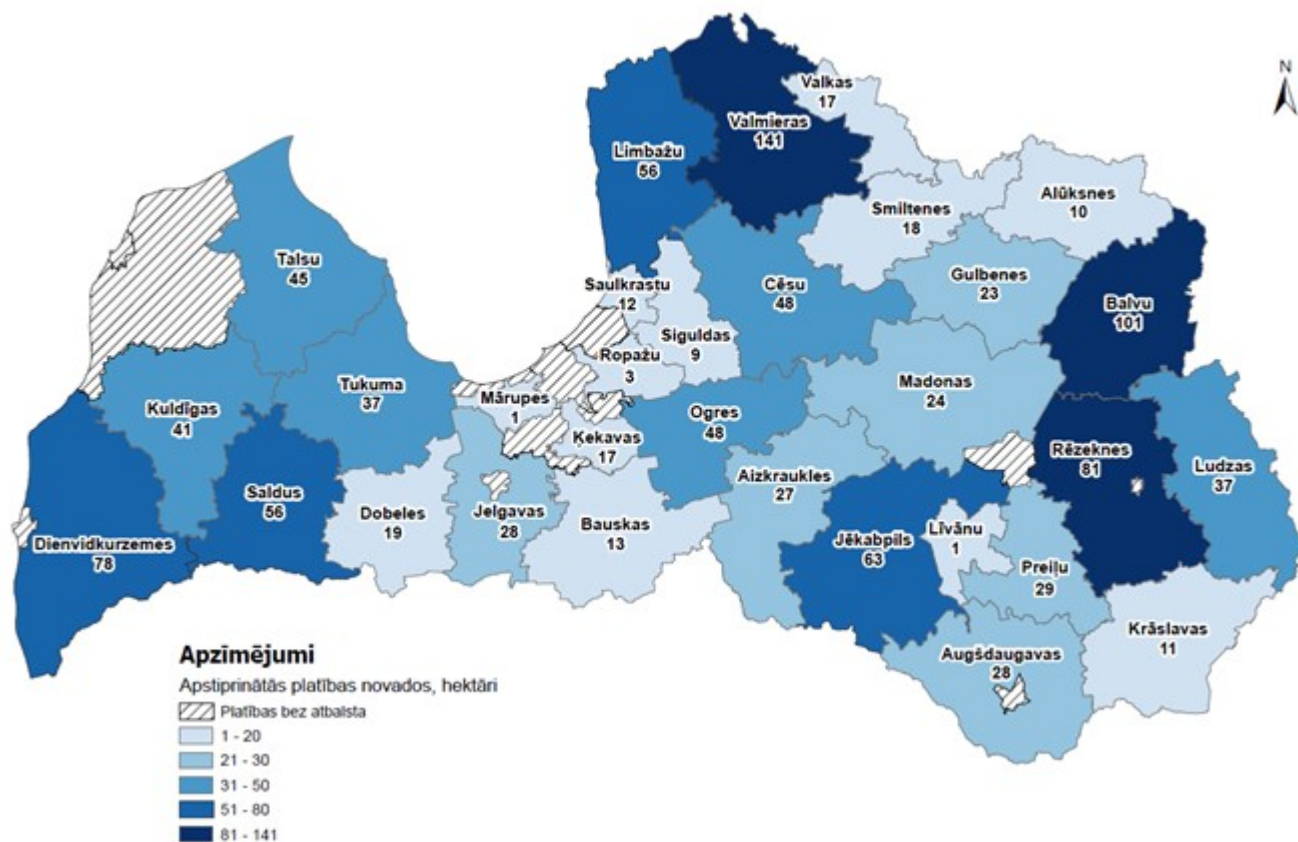 N
Valkas
17
Valmieras
141
Limbažu
56
Alūksnes
10
Smiltenes
18
Talsu
45
Saulkrastu
12
Cēsu
48
Gulbenes
23
Balvu
101
Siguldas
9
Ropažu
3
Tukuma
37
Mārupes
1
Madonas
24
Kuldīgas
41
Ogres
48
Ķekavas
17
Rēzeknes
81
Ludzas
37
Aizkraukles
27
Saldus
56
Dobeles
19
Jelgavas
28
Bauskas
13
Līvānu
1
Jēkabpils
63
Dienvidkurzemes
78
Preiļu
29
Krāslavas
11
Augšdaugavas
28
Apzīmējumi
Apstiprinātās platības novados, hektāri
Platības bez atbalsta
1 - 20
21 - 30
31 - 50
51 - 80
81 - 141